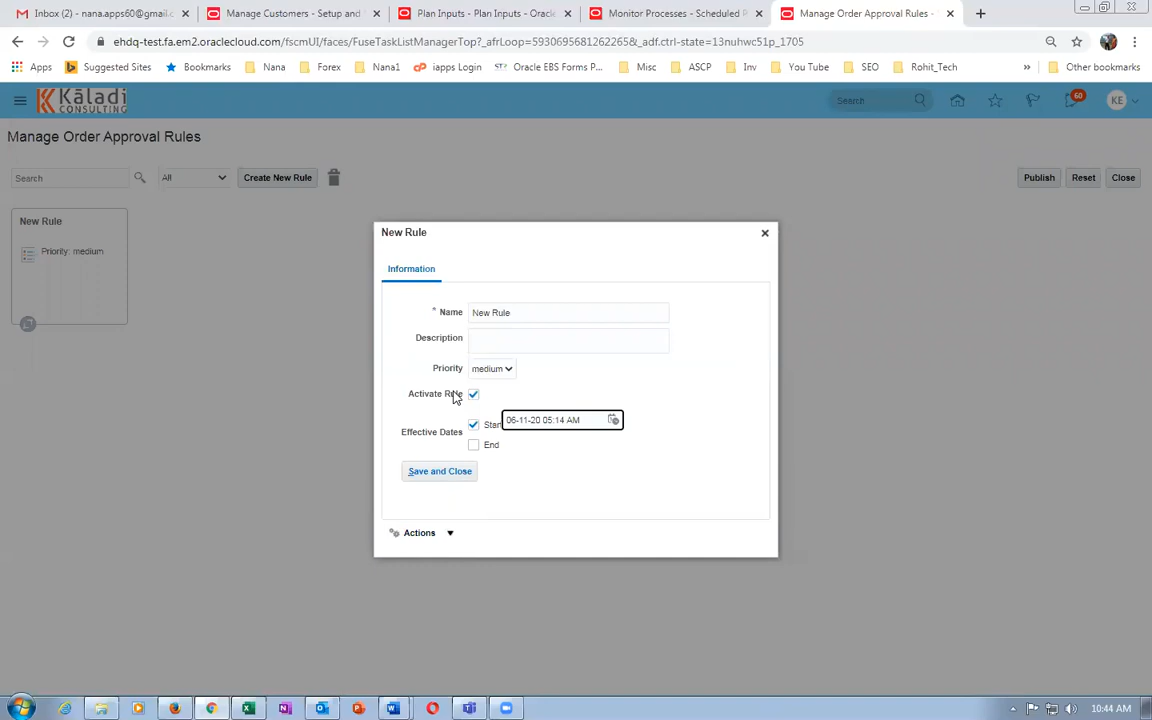 Inbox (2) - nana.apps60@gmail.c
Manage Customers - Setup and
Plan Inputs - Plan Inputs - Oracle
Monitor Processes - Scheduled P
Manage Order Approval Rules -
ehdq-test.fa.em2.oraclecloud.com/fscmUI/faces/FuseTaskListManagerTop?_afrLoop=5930695681262265&_adf.ctrl-state=13nuhwc51p_1705
Apps
Suggested Sites
Bookmarks
Nana
Forex
Nana1
iapps Login
Oracle EBS Forms P...
Misc
ASCP
Inv
You Tube
SEO
Rohit_Tech
»
Other bookmarks
Kāladi
CONSULTING
Search
60
KE
Manage Order Approval Rules
Search
All
Create New Rule
Publish
Reset
Close
New Rule
Priority: medium
New Rule
Information
* Name
New Rule
Description
Priority
medium
Activate Rule
Effective Dates
Start
06-11-20 05:14 AM
End
Save and Close
Actions
10:44 AM